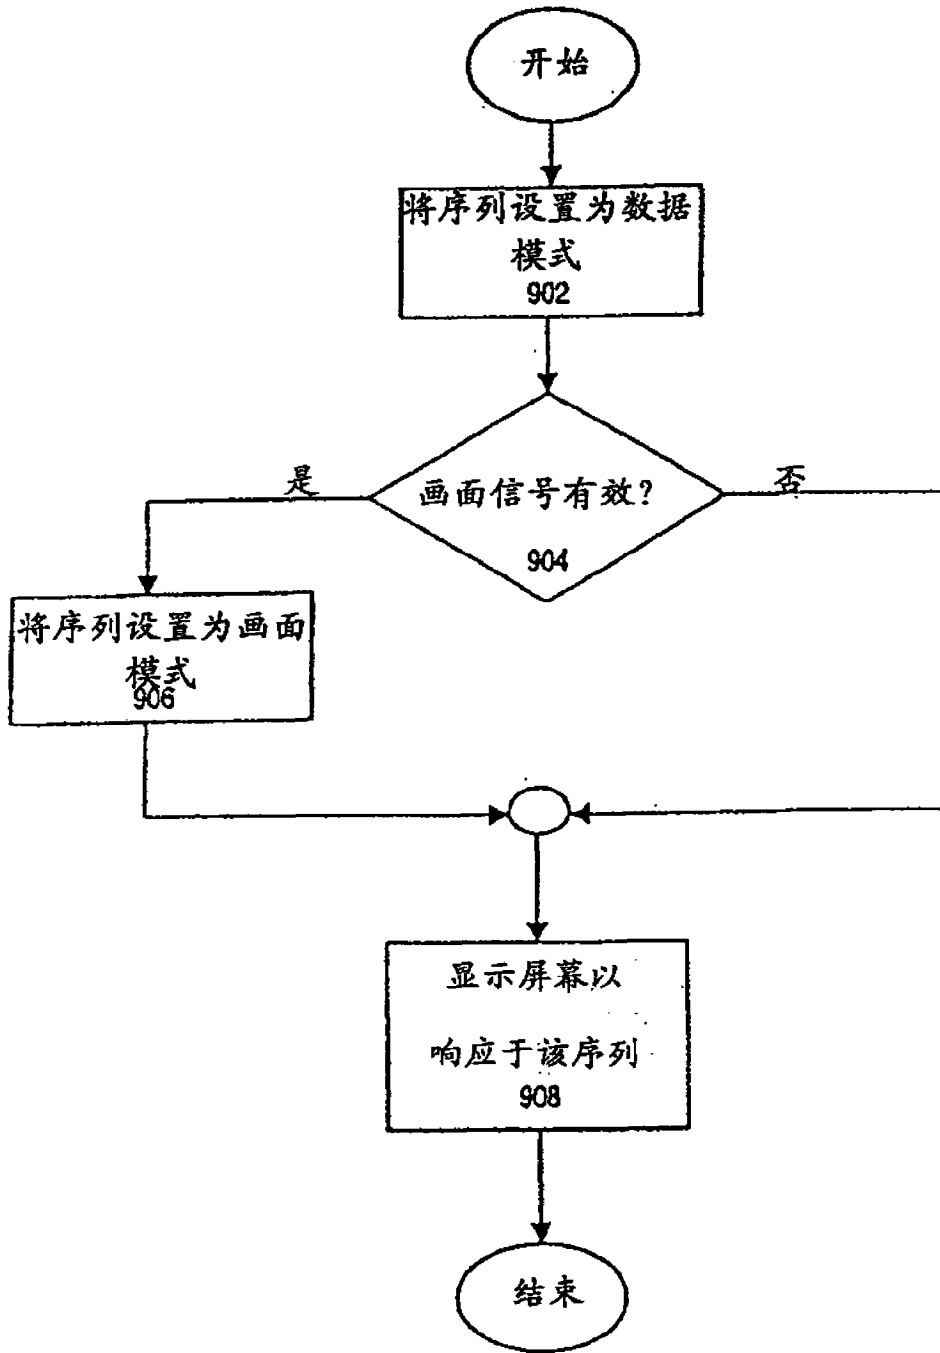 开始
将序列设置为数据
模式
902
是
画面信号有效?
否
904
将序列设置为画面
模式
906
显示屏幕以
响应于该序列
908
结束